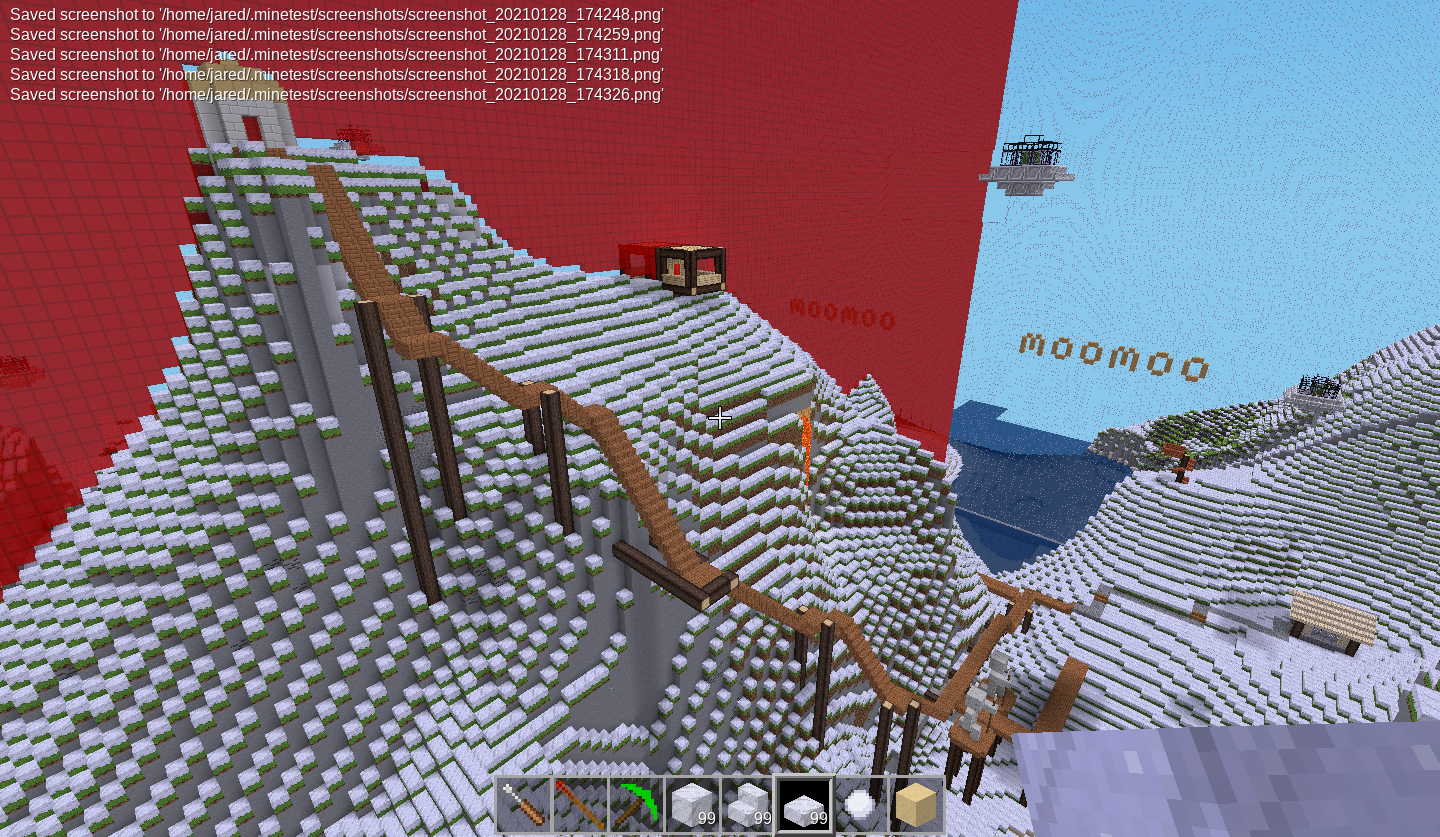 Saved screenshot to '/home/jared/.minetest/screenshots/screenshot_20210128_174248.png'
Saved screenshot to '/home/jared/.minetest/screenshots/screenshot_20210128_174259.png'
Saved screenshot to '/home/jared/.minetest/screenshots/screenshot_20210128_174311.png'
Saved screenshot to '/home/jared/.minetest/screenshots/screenshot_20210128_174318.png'
Saved screenshot to '/home/jared/.minetest/screenshots/screenshot_20210128_174326.png'
MOOMOO
MOOMOO
99
99
99